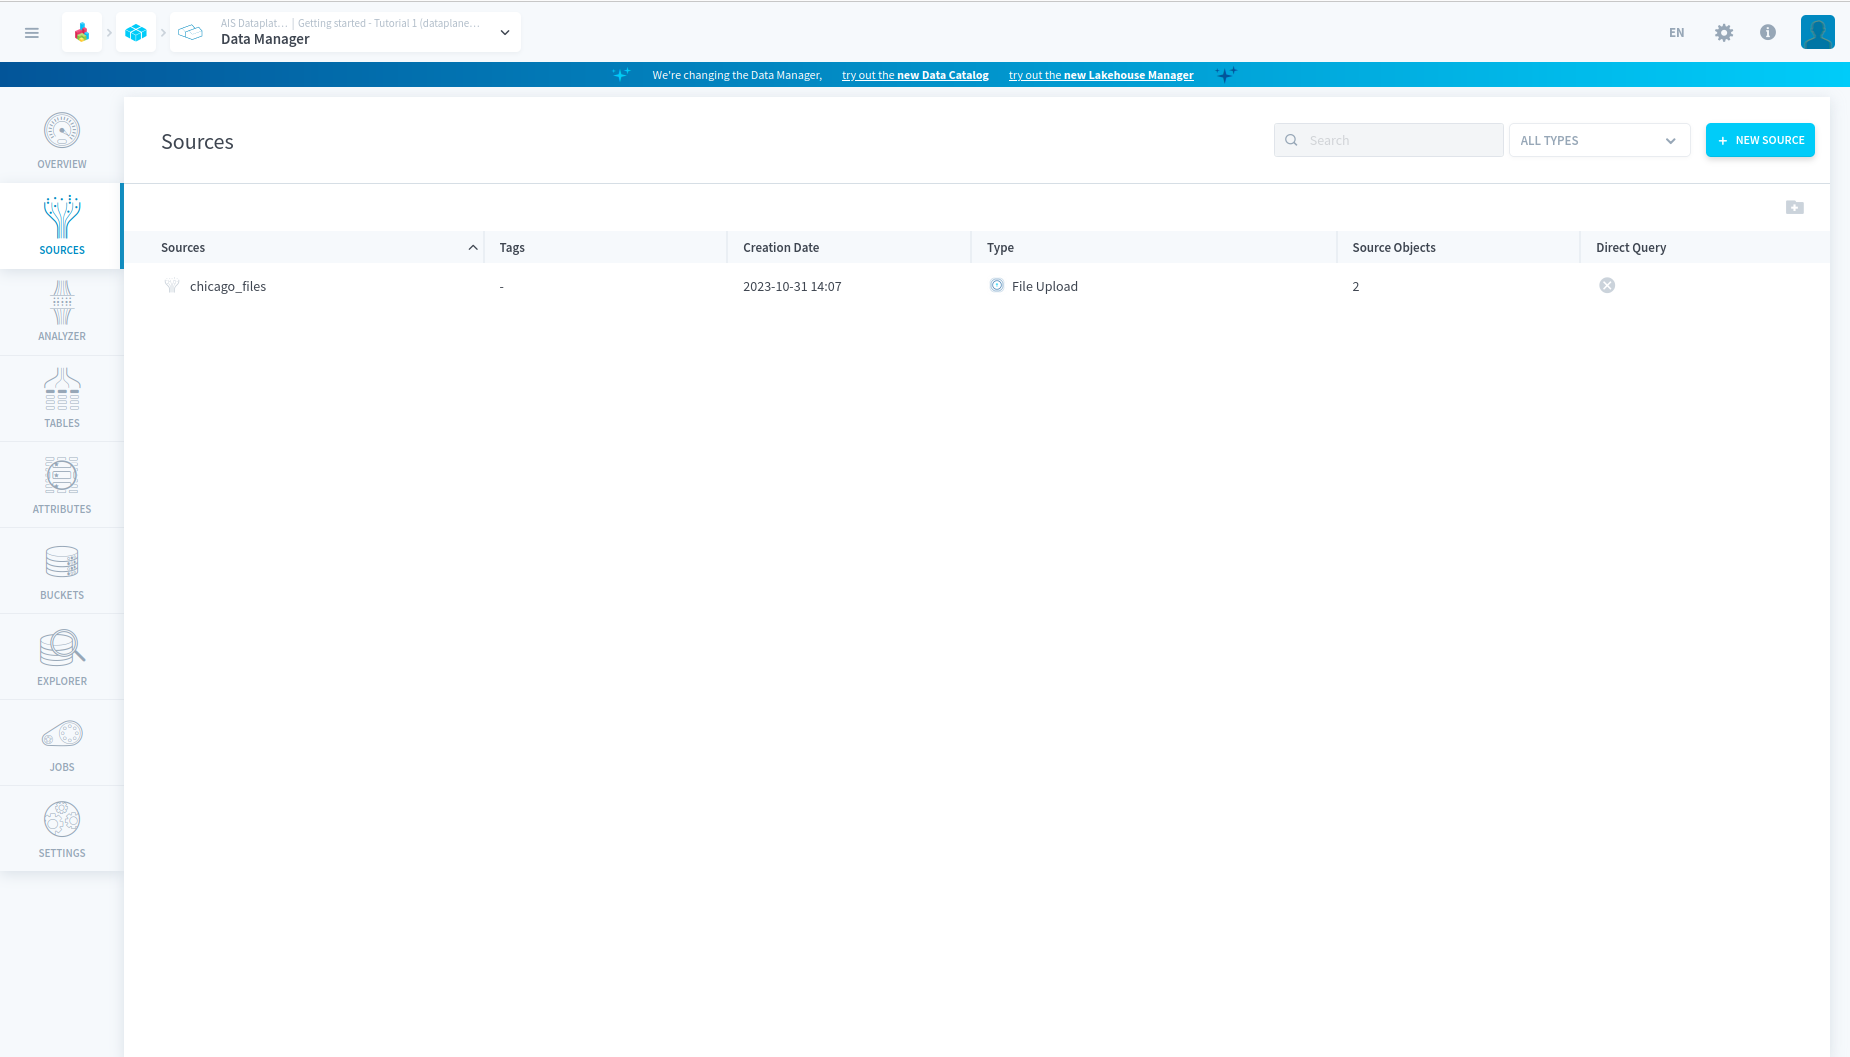 AIS Dataplat... | Getting started - Tutorial 1 (dataplane...
Data Manager
EN
We're changing the Data Manager, try out the new Data Catalog try out the new Lakehouse Manager
OVERVIEW
SOURCES
ANALYZER
TABLES
ATTRIBUTES
BUCKETS
EXPLORER
JOBS
SETTINGS
Sources
Search
ALL TYPES
+ NEW SOURCE
Sources Tags Creation Date Type Source Objects Direct Query
chicago_files - 2023-10-31 14:07 File Upload 2